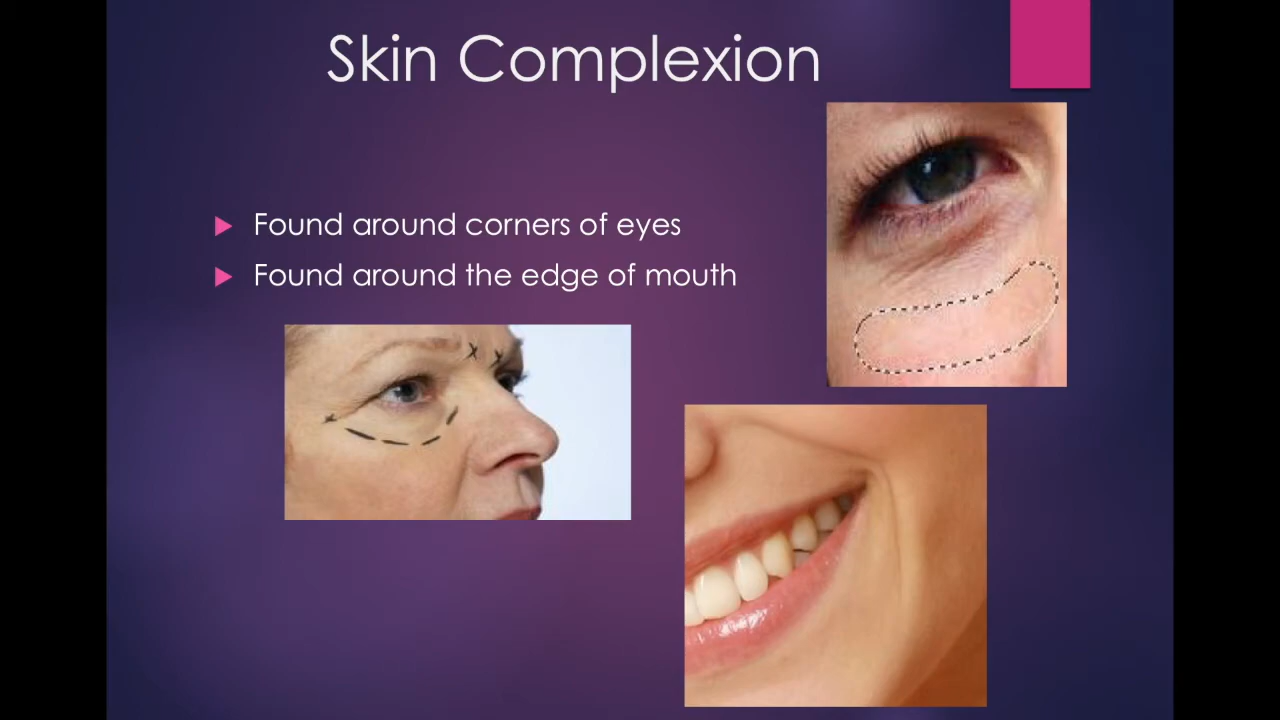 Skin Complexion
Found around corners of eyes
Found around the edge of mouth